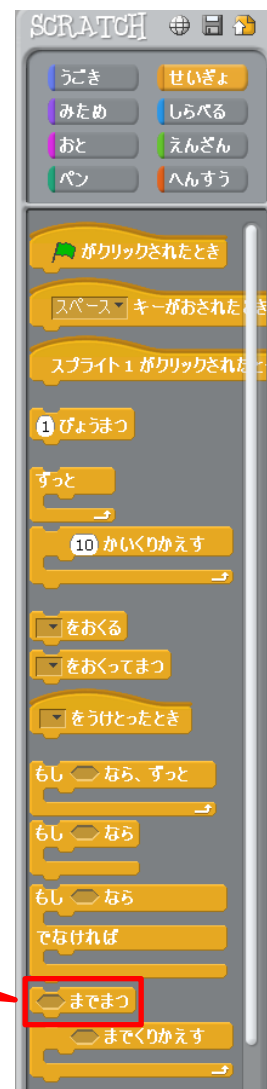 SCRATCH
うごき せいぎょ
みため しらべる
おと えんざん
ペン へんすう
がクリックされたとき
スペース キーがおされたとき
スプライト1 がクリックされたとき
1 びょうまつ
ずっと
10 かいくりかえす
をおくる
をおくってまつ
をうけとったとき
もし なら、ずっと
もし なら
もし なら
でなければ
までまつ
までくりかえす